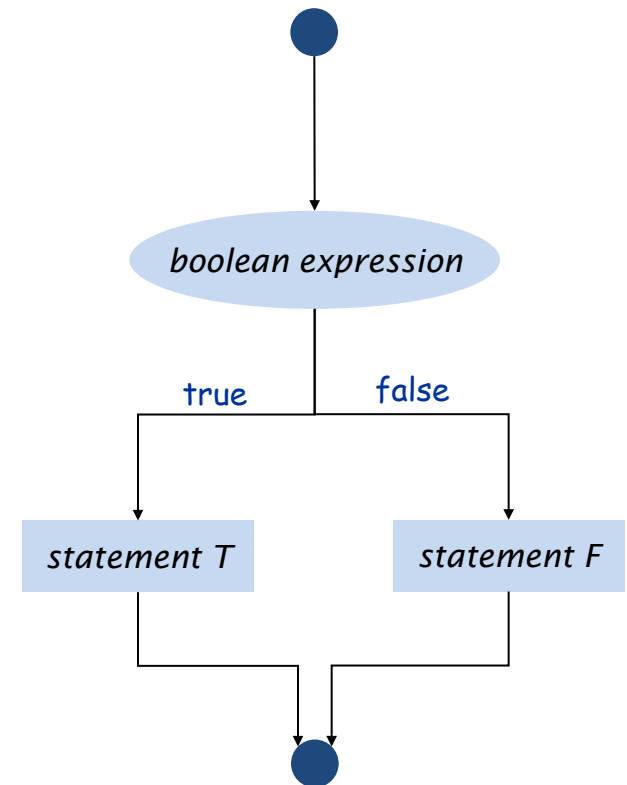 boolean expression
true
false
statement T
statement F